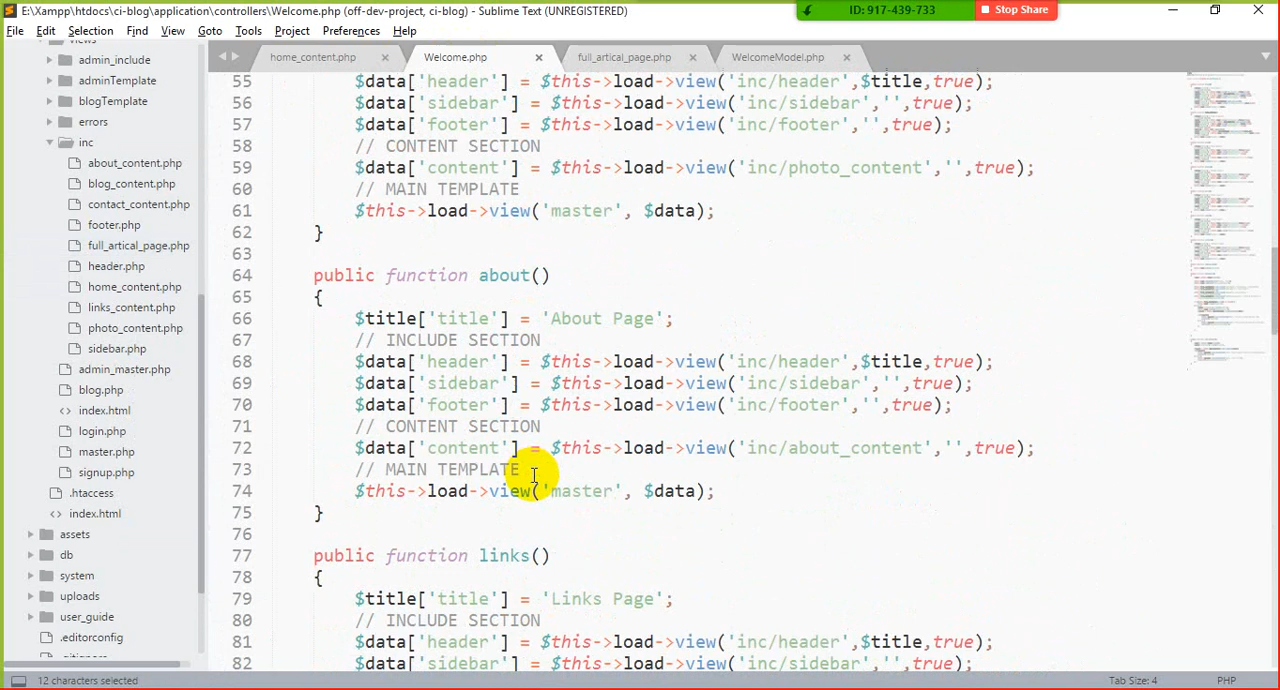 E:\Xampp\htdocs\ci-blog\application\controllers\Welcome.php (off-dev-project, ci-blog) - Sublime Text (UNREGISTERED)
ID: 917-439-733
Stop Share
File Edit Selection Find View Goto Tools Project Preferences Help
home_content.php Welcome.php full_artical_page.php WelcomeModel.php
views
admin_include
adminTemplate
blogTemplate
errors
inc
about_content.php
blog_content.php
contact_content.php
footer.php
full_artical_page.php
header.php
home_content.php
links_content.php
photo_content.php
sidebar.php
admin_master.php
blog.php
index.html
login.php
master.php
signup.php
.htaccess
index.html
assets
db
system
uploads
user_guide
.editorconfig
.gitignore
55 $data['header'] = $this->load->view('inc/header',$title,true);
56 $data['sidebar'] = $this->load->view('inc/sidebar','',true);
57 $data['footer'] = $this->load->view('inc/footer','',true);
58 // CONTENT SECTION
59 $data['content'] = $this->load->view('inc/photo_content','',true);
60 // MAIN TEMPLATE
61 $this->load->view('master', $data);
62 }
63
64 public function about()
65 {
66 $title['title'] = 'About Page';
67 // INCLUDE SECTION
68 $data['header'] = $this->load->view('inc/header',$title,true);
69 $data['sidebar'] = $this->load->view('inc/sidebar','',true);
70 $data['footer'] = $this->load->view('inc/footer','',true);
71 // CONTENT SECTION
72 $data['content'] = $this->load->view('inc/about_content','',true);
73 // MAIN TEMPLATE
74 $this->load->view('master', $data);
75 }
76
77 public function links()
78 {
79 $title['title'] = 'Links Page';
80 // INCLUDE SECTION
81 $data['header'] = $this->load->view('inc/header',$title,true);
82 $data['sidebar'] = $this->load->view('inc/sidebar','',true);
12 characters selected
Tab Size: 4
PHP